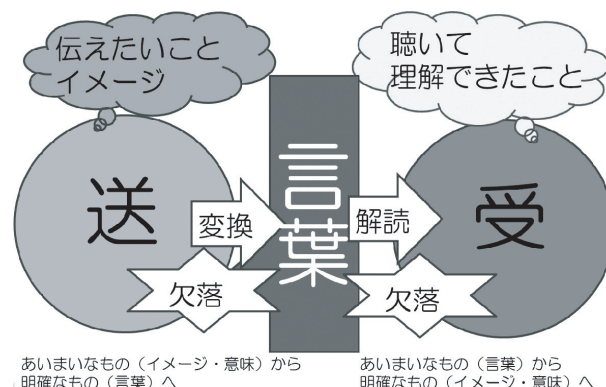 伝えたいこと
イメージ
聴いて
理解できたこと
送
変換
言葉
解読
受
欠落
欠落
あいまいなもの（イメージ・意味）から
明確なもの（言葉）へ
あいまいなもの（言葉）から
明確なもの（イメージ・意味）へ